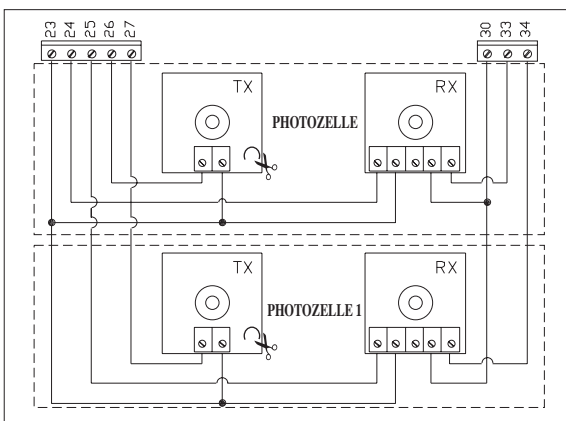 23 24 25 26 27
30 33 34
TX
RX
PHOTOZELLE
TX
RX
PHOTOZELLE 1